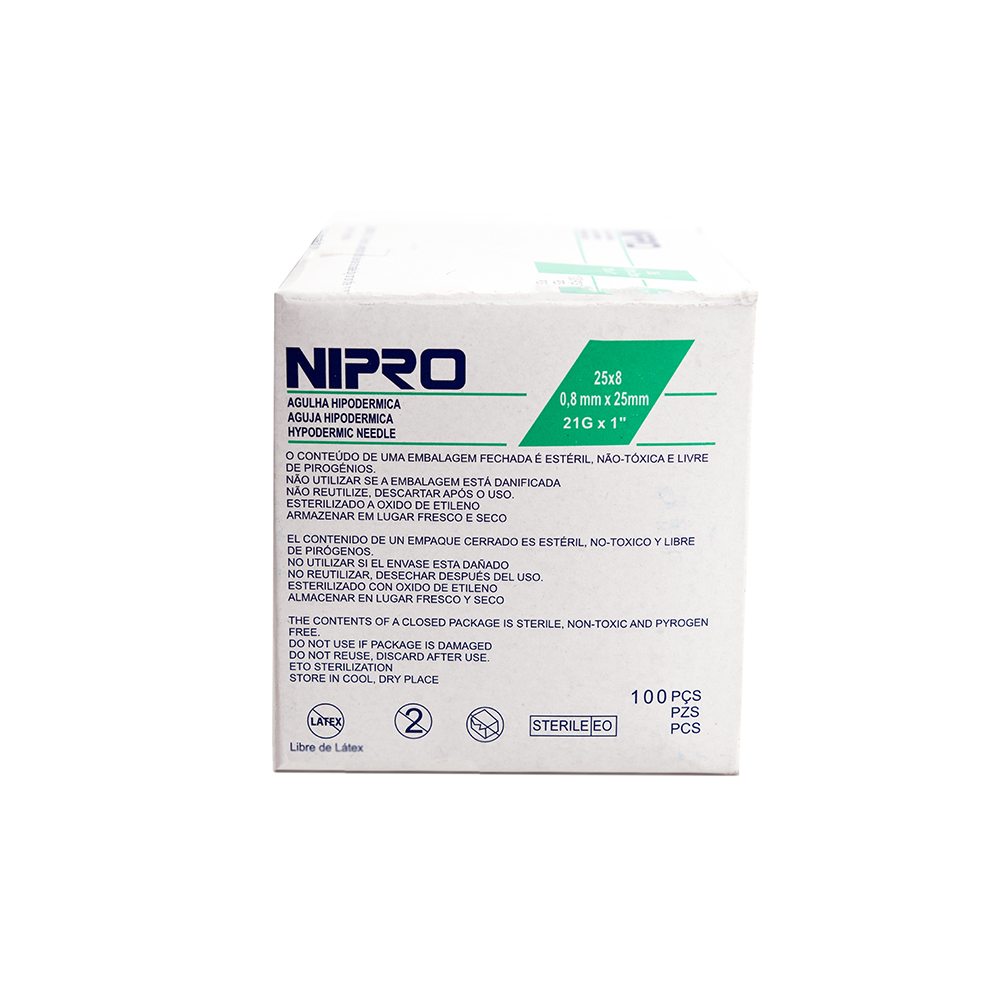 NIPRO
AGULHA HIPODERMICA
AGUJA HIPODERMICA
HYPODERMIC NEEDLE
25x8
0,8 mm x 25mm
21G x 1"
O CONTEÚDO DE UMA EMBALAGEM FECHADA É ESTÉRIL, NÃO-TÓXICA E LIVRE
DE PIROGÉNIOS.
NÃO UTILIZAR SE A EMBALAGEM ESTÁ DANIFICADA
NÃO REUTILIZE, DESCARTAR APÓS O USO.
ESTERILIZADO A OXIDO DE ETILENO
ARMAZENAR EM LUGAR FRESCO E SECO
EL CONTENIDO DE UN EMPAQUE CERRADO ES ESTÉRIL, NO-TOXICO Y LIBRE
DE PIRÓGENOS.
NO UTILIZAR SI EL ENVASE ESTA DAÑADO
NO REUTILIZAR, DESECHAR DESPUÉS DEL USO.
ESTERILIZADO CON OXIDO DE ETILENO
ALMACENAR EN LUGAR FRESCO Y SECO
THE CONTENTS OF A CLOSED PACKAGE IS STERILE, NON-TOXIC AND PYROGEN
FREE.
DO NOT USE IF PACKAGE IS DAMAGED
DO NOT REUSE, DISCARD AFTER USE.
ETO STERILIZATION
STORE IN COOL, DRY PLACE
100 PÇS
PZS
PCS
LATEX
2
STERILE EO
Libre de Látex